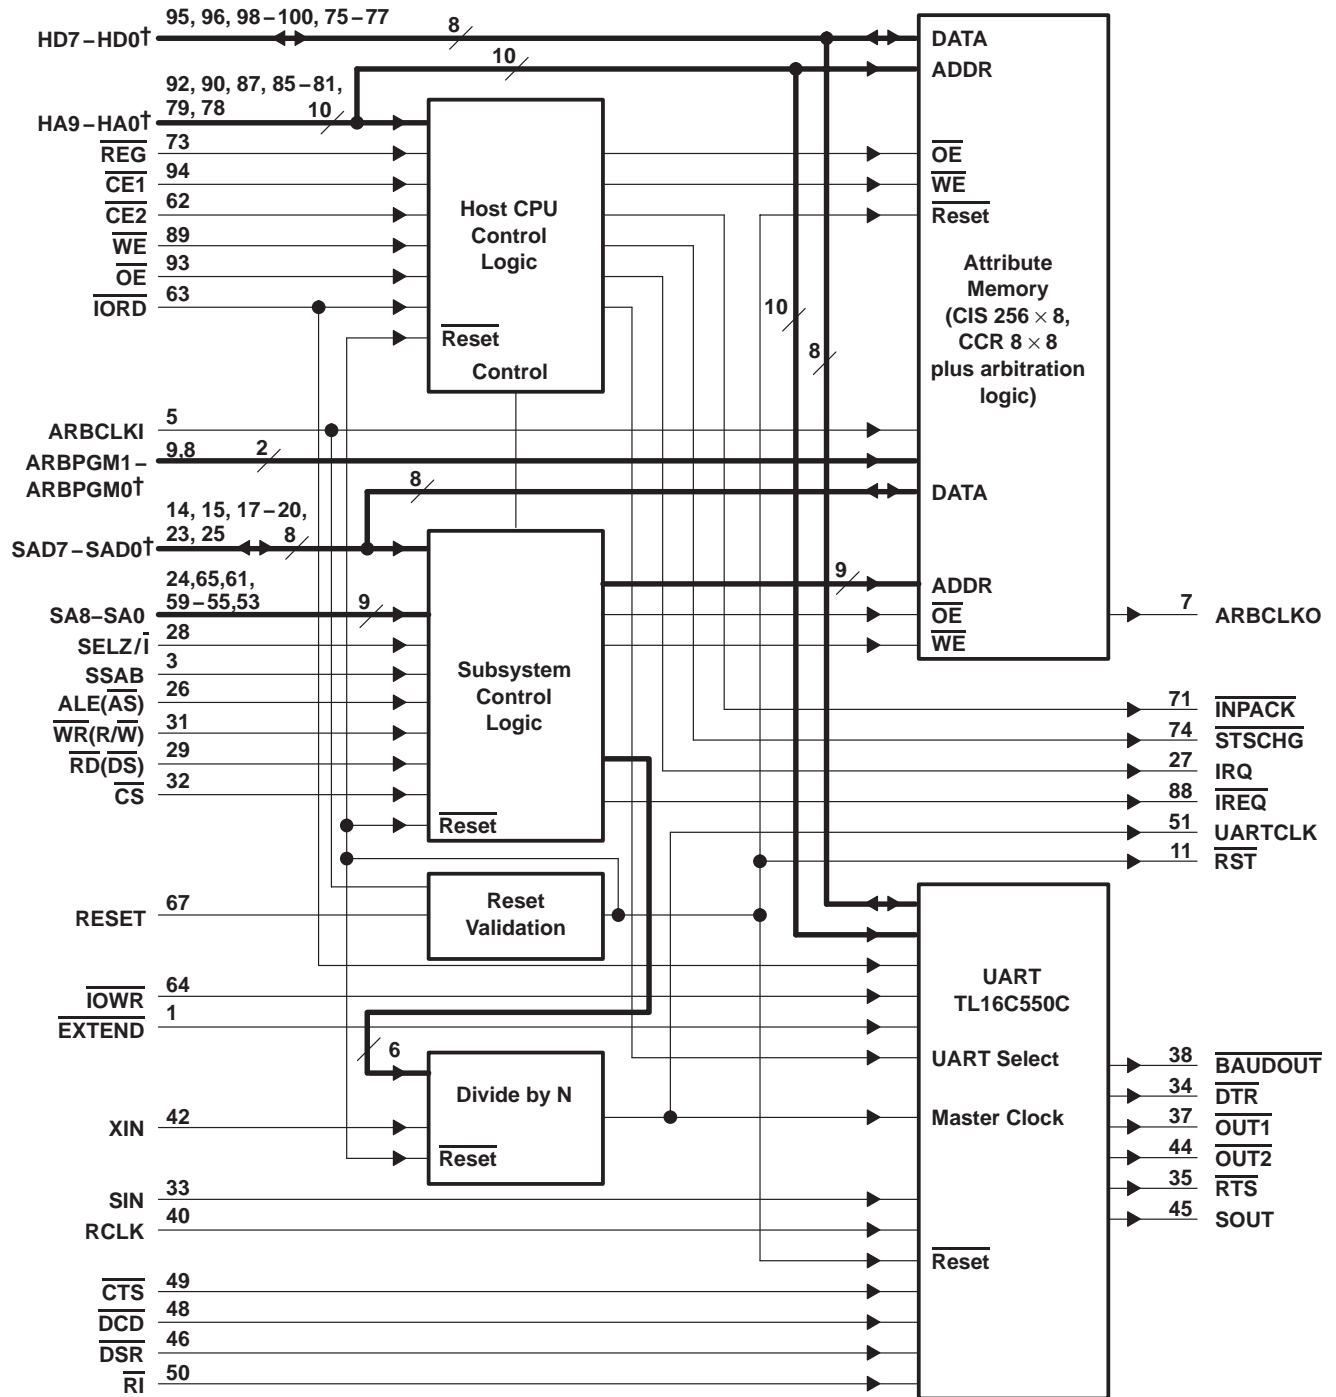 95, 96, 98–100, 75–77
HD7–HD0†
8
DATA
10
ADDR
92, 90, 87, 85–81,
79, 78
10
HA9–HA0†
REG
73
CE1
94
CE2
62
WE
89
OE
93
IORD
63
Host CPU
Control
Logic
Reset
Control
OE
WE
Reset
Attribute
Memory
(CIS 256 × 8,
CCR 8 × 8
plus arbitration
logic)
10
8
ARBCLKI
5
ARBPGM1–
ARBPGM0†
9,8
2
8
DATA
14, 15, 17–20,
23, 25
8
SAD7–SAD0†
24,65,61,
59–55,53
9
SA8–SA0
SELZ/I
28
SSAB
3
ALE(AS)
26
WR(R/W)
31
RD(DS)
29
CS
32
Subsystem
Control
Logic
Reset
9
ADDR
OE
WE
7
ARBCLKO
71
INPACK
74
STSCHG
27
IRQ
88
IREQ
51
UARTCLK
11
RST
RESET
67
Reset
Validation
IOWR
64
EXTEND
1
6
Divide by N
Reset
XIN
42
UART
TL16C550C
UART Select
Master Clock
Reset
38
BAUDOUT
34
DTR
37
OUT1
44
OUT2
35
RTS
45
SOUT
SIN
33
RCLK
40
CTS
49
DCD
48
DSR
46
RI
50